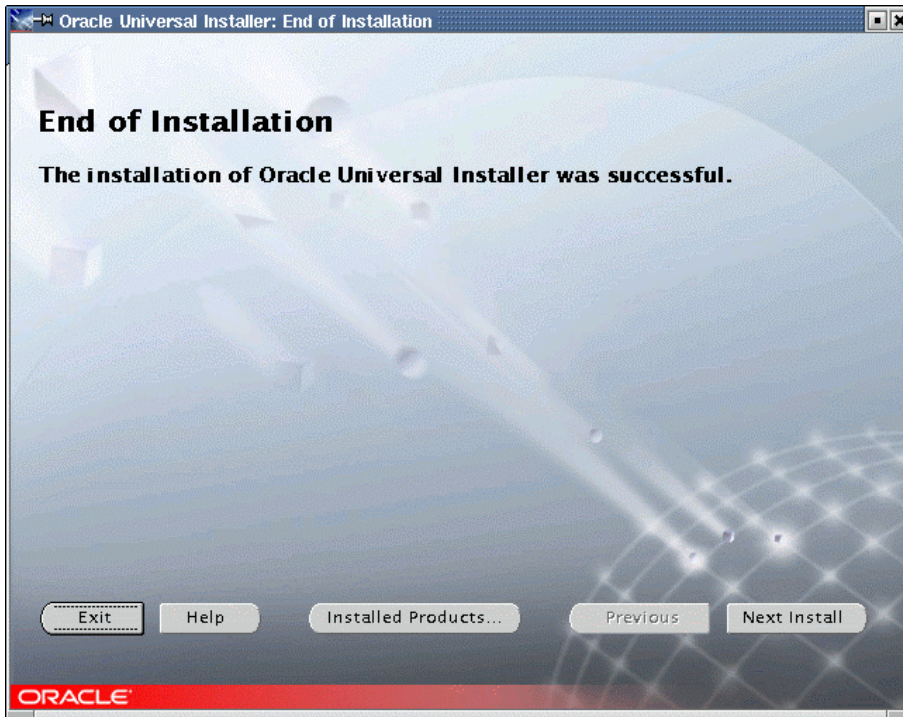 Oracle Universal Installer: End of Installation
End of Installation
The installation of Oracle Universal Installer was successful.
Exit
Help
Installed Products...
Previous
Next Install
ORACLE